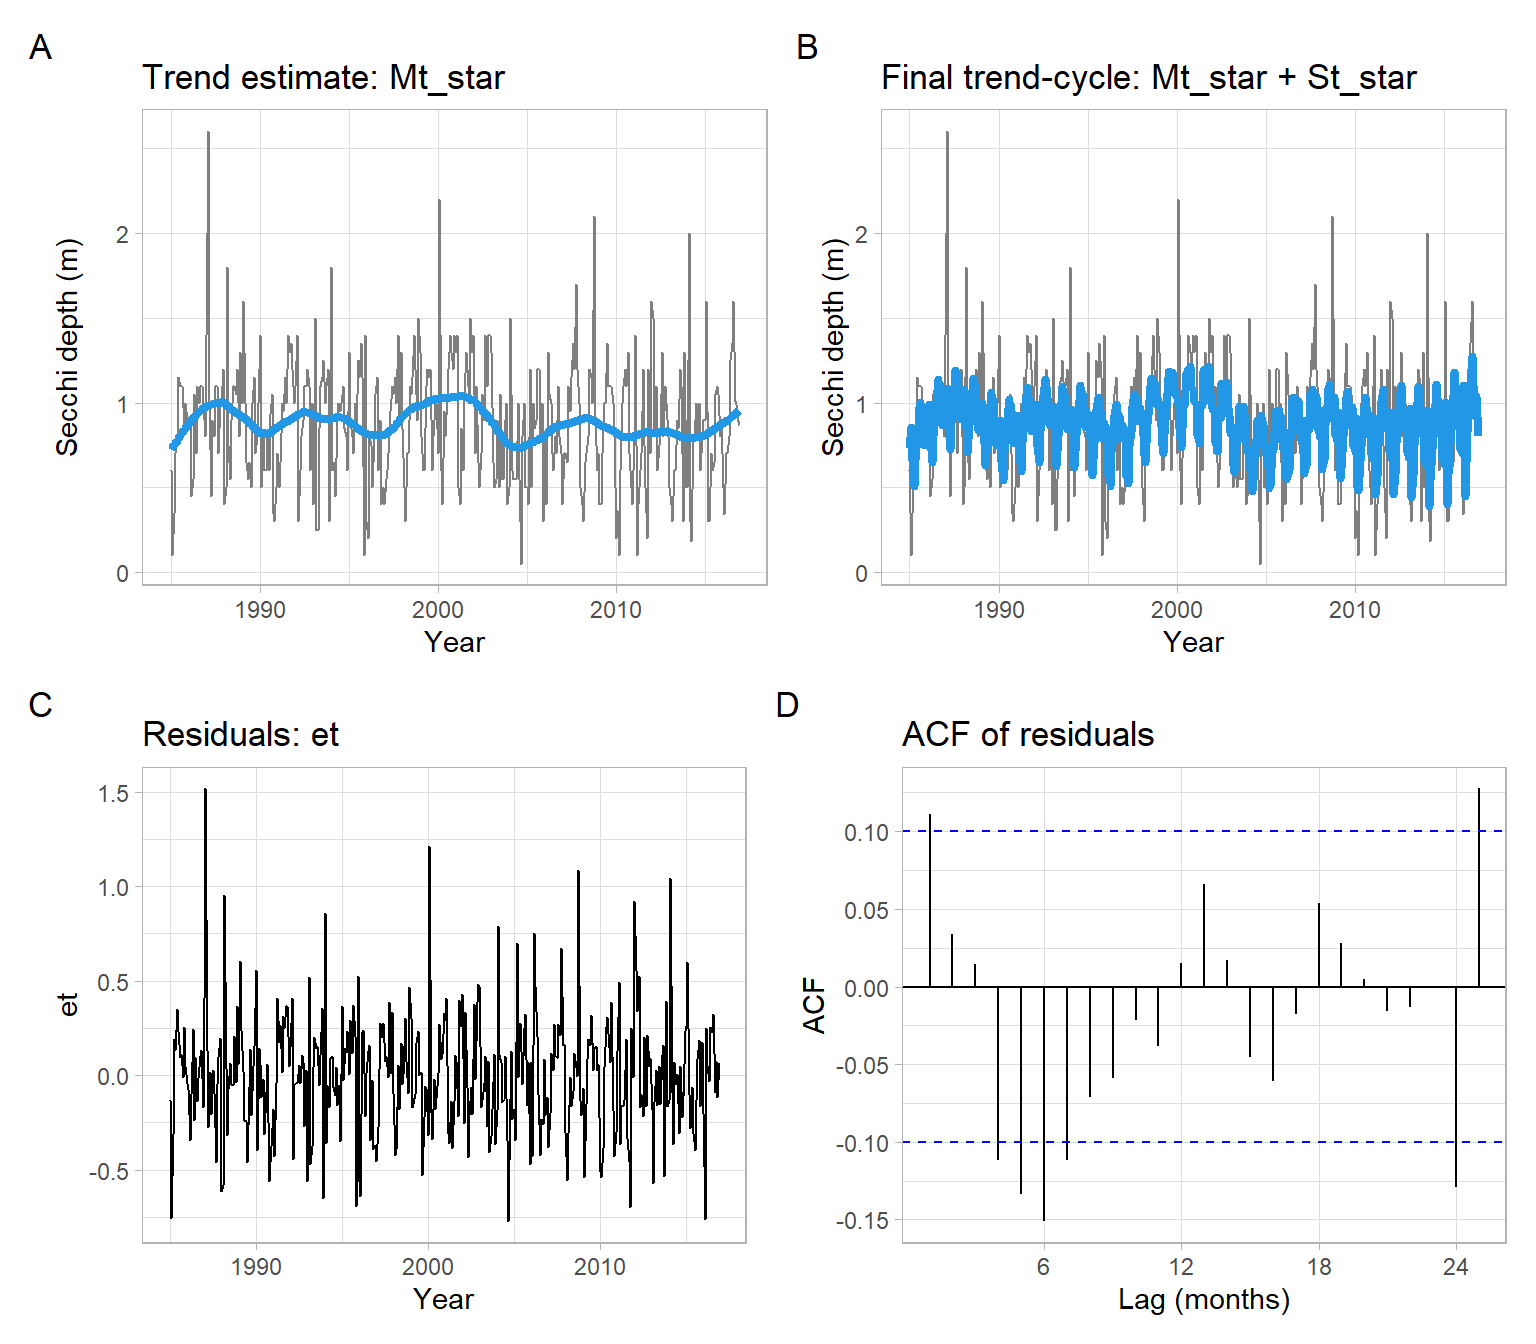 A
Trend estimate: Mt_star
Secchi depth (m)
2
1
0
1990 2000 2010
Year
B
Final trend-cycle: Mt_star + St_star
Secchi depth (m)
2
1
0
1990 2000 2010
Year
C
Residuals: et
et
1.5
1.0
0.5
0.0
-0.5
1990 2000 2010
Year
D
ACF of residuals
ACF
0.10
0.05
0.00
-0.05
-0.10
-0.15
6 12 18 24
Lag (months)